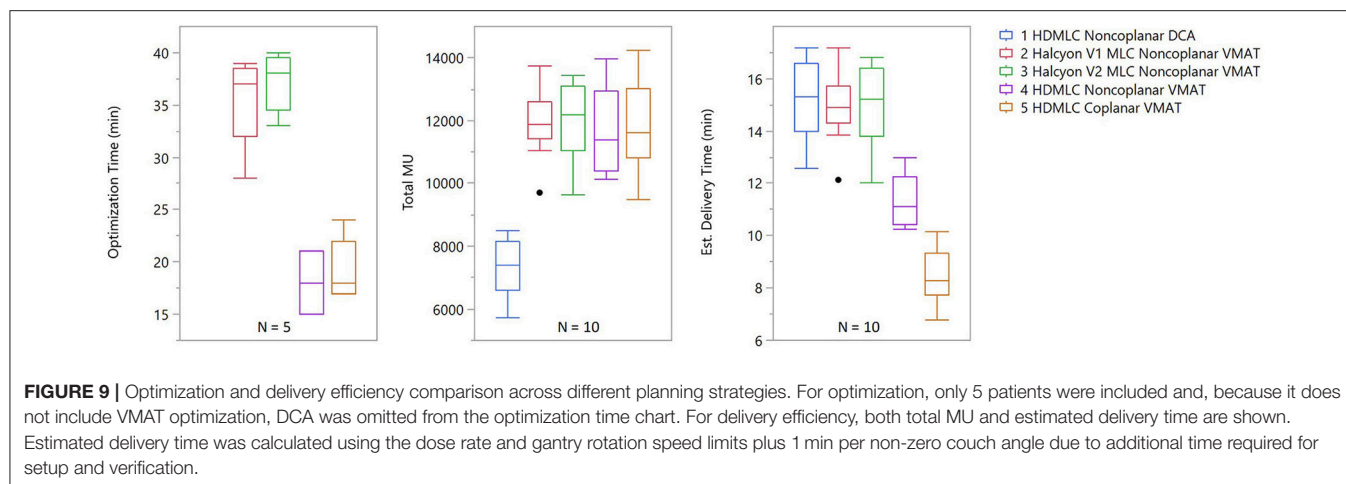 Optimization Time (min)
40
35
30
25
20
15
N = 5
Total MU
14000
12000
10000
8000
6000
N = 10
Est. Delivery Time (min)
16
14
12
10
8
6
N = 10
1 HDMLC Noncoplanar DCA
2 Halcyon V1 MLC Noncoplanar VMAT
3 Halcyon V2 MLC Noncoplanar VMAT
4 HDMLC Noncoplanar VMAT
5 HDMLC Coplanar VMAT
FIGURE 9 | Optimization and delivery efficiency comparison across different planning strategies. For optimization, only 5 patients were included and, because it does
not include VMAT optimization, DCA was omitted from the optimization time chart. For delivery efficiency, both total MU and estimated delivery time are shown.
Estimated delivery time was calculated using the dose rate and gantry rotation speed limits plus 1 min per non-zero couch angle due to additional time required for
setup and verification.